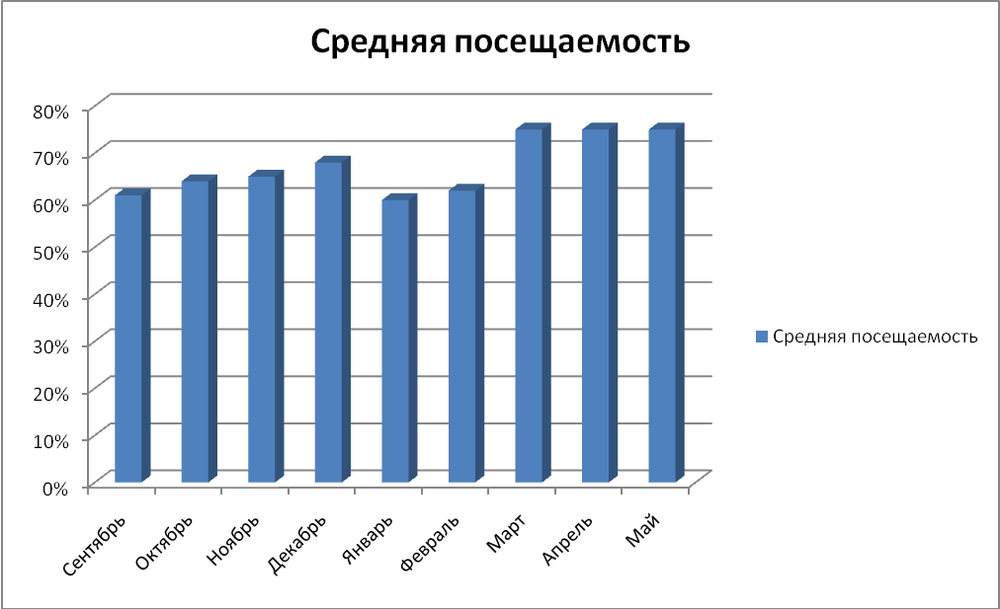 Средняя посещаемость
80%
70%
60%
50%
40%
30%
20%
10%
0%
Сентябрь
Октябрь
Ноябрь
Декабрь
Январь
Февраль
Март
Апрель
Май
Средняя посещаемость